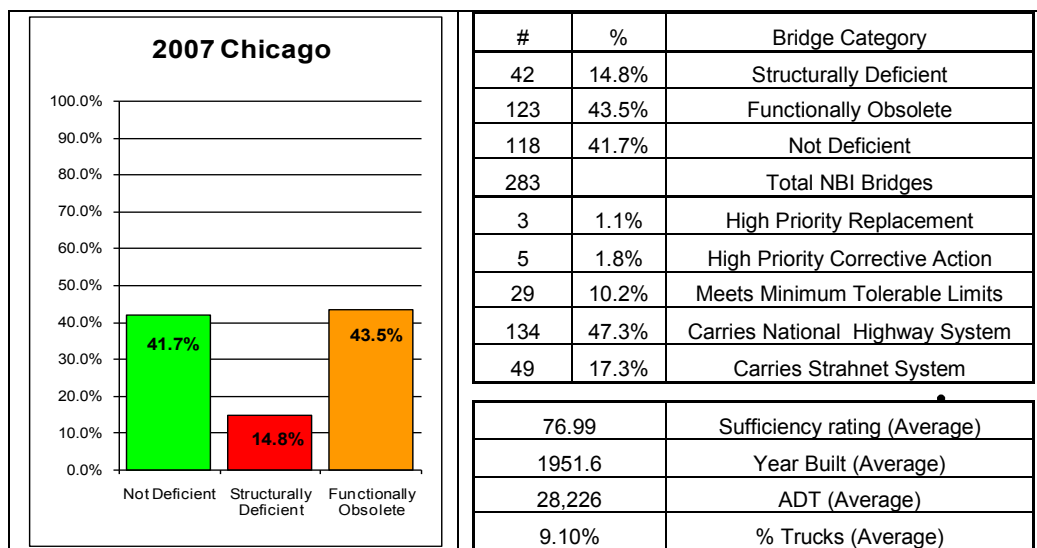 2007 Chicago
100.0%
90.0%
80.0%
70.0%
60.0%
50.0%
40.0%
30.0%
20.0%
10.0%
0.0%
41.7%
14.8%
43.5%
Not Deficient Structurally Functionally
Deficient Obsolete
# % Bridge Category
42 14.8% Structurally Deficient
123 43.5% Functionally Obsolete
118 41.7% Not Deficient
283 Total NBI Bridges
3 1.1% High Priority Replacement
5 1.8% High Priority Corrective Action
29 10.2% Meets Minimum Tolerable Limits
134 47.3% Carries National Highway System
49 17.3% Carries Strahnet System
76.99 Sufficiency rating (Average)
1951.6 Year Built (Average)
28,226 ADT (Average)
9.10% % Trucks (Average)